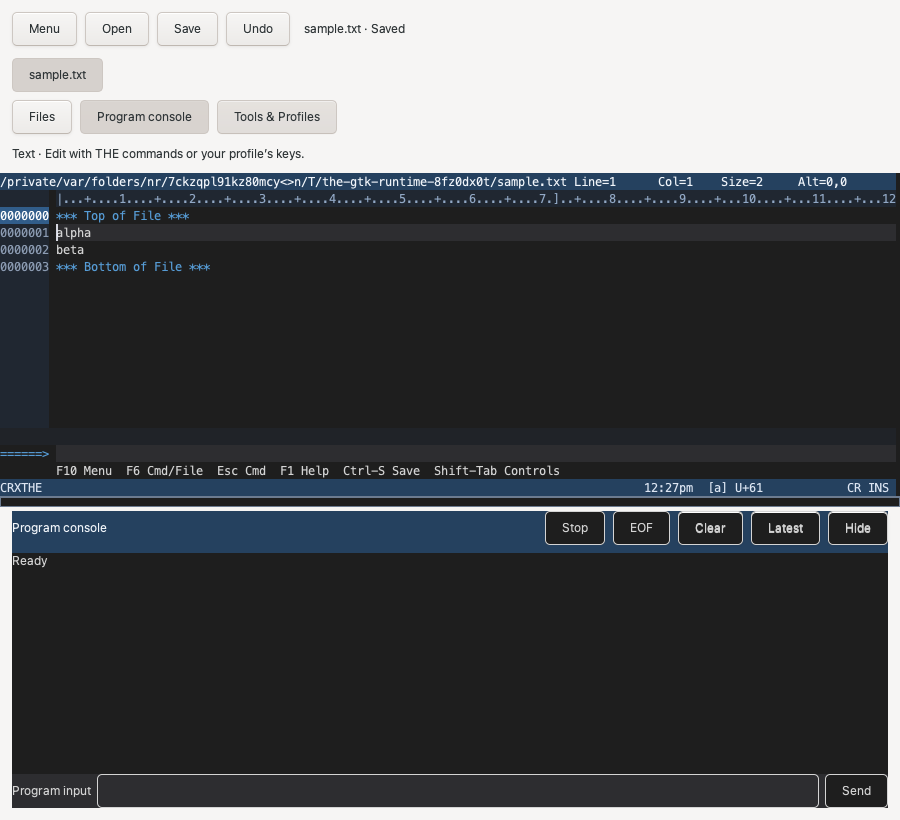 Menu Open Save Undo sample.txt · Saved
sample.txt
Files Program console Tools & Profiles
Text · Edit with THE commands or your profile’s keys.
/private/var/folders/nr/7ckzqpl91kz80mcy<>n/T/the-gtk-runtime-8fz0dx0t/sample.txt Line=1 Col=1 Size=2 Alt=0,0
|...+....1....+....2....+....3....+....4....+....5....+....6....+....7.]..+....8....+....9....+...10....+...11....+...12
0000000 *** Top of File ***
0000001 alpha
0000002 beta
0000003 *** Bottom of File ***
======>
F10 Menu F6 Cmd/File Esc Cmd F1 Help Ctrl-S Save Shift-Tab Controls
CRXTHE 12:27pm [a] U+61 CR INS
Program console Stop EOF Clear Latest Hide
Ready
Program input Send